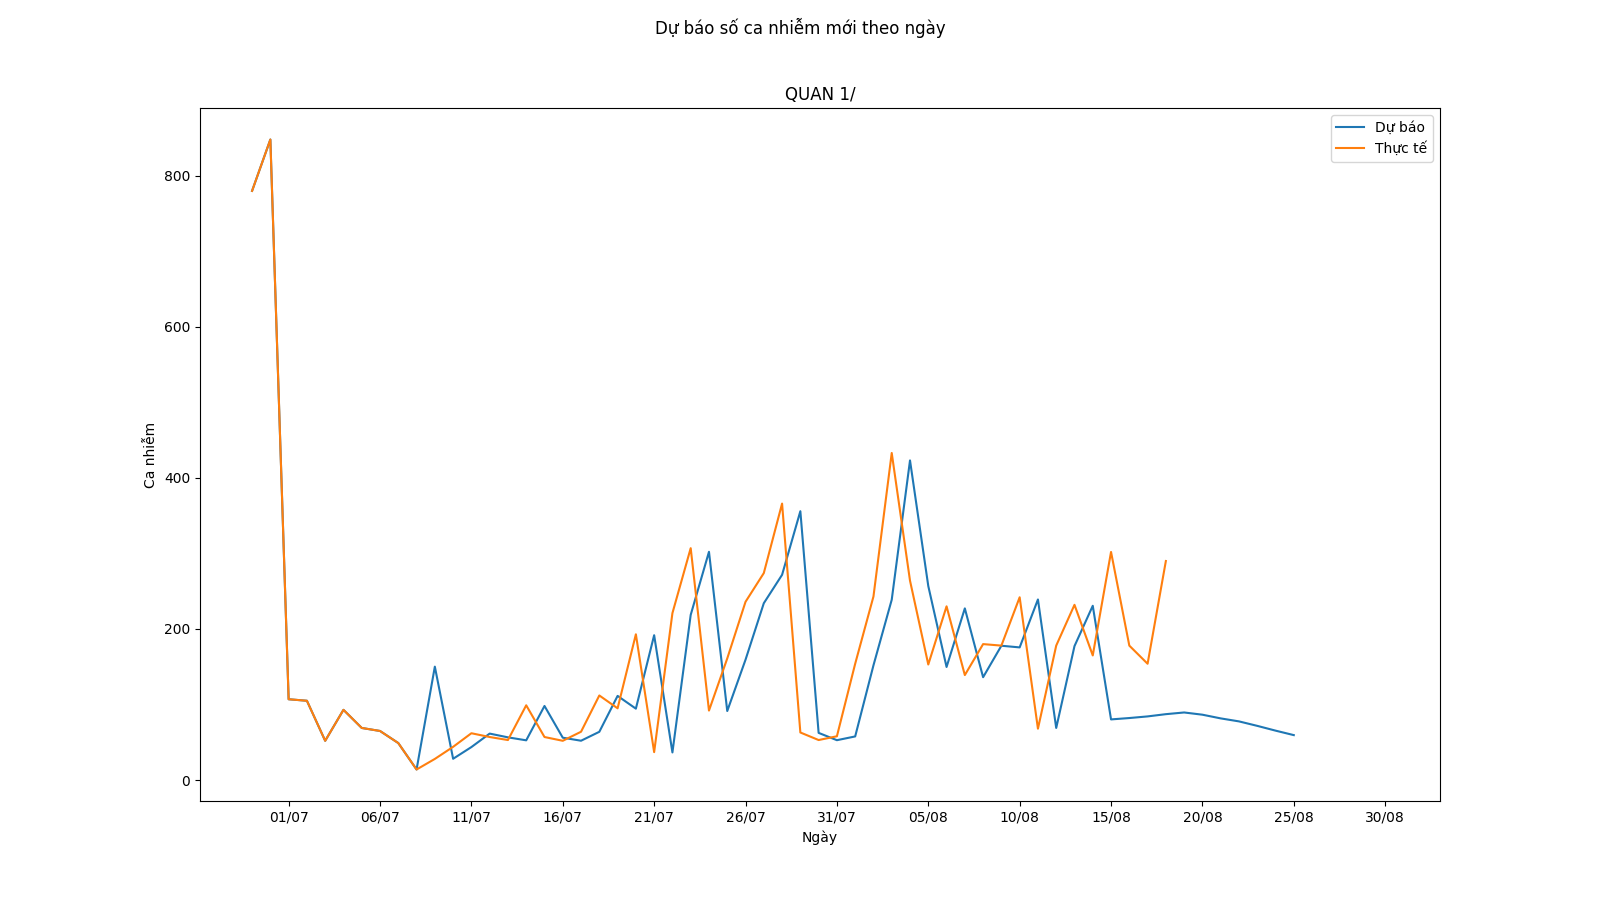 Dự báo số ca nhiễm mới theo ngày
QUAN 1/
Dự báo
Thực tế
800
600
400
200
0
Ca nhiễm
01/07 06/07 11/07 16/07 21/07 26/07 31/07 05/08 10/08 15/08 20/08 25/08 30/08
Ngày